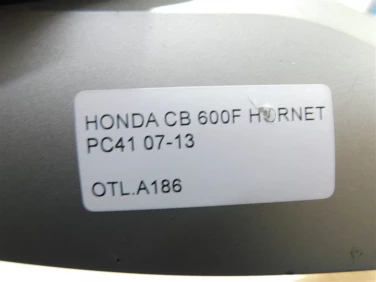 HONDA CB 600F HORNET
PC41 07-13
OTL.A186